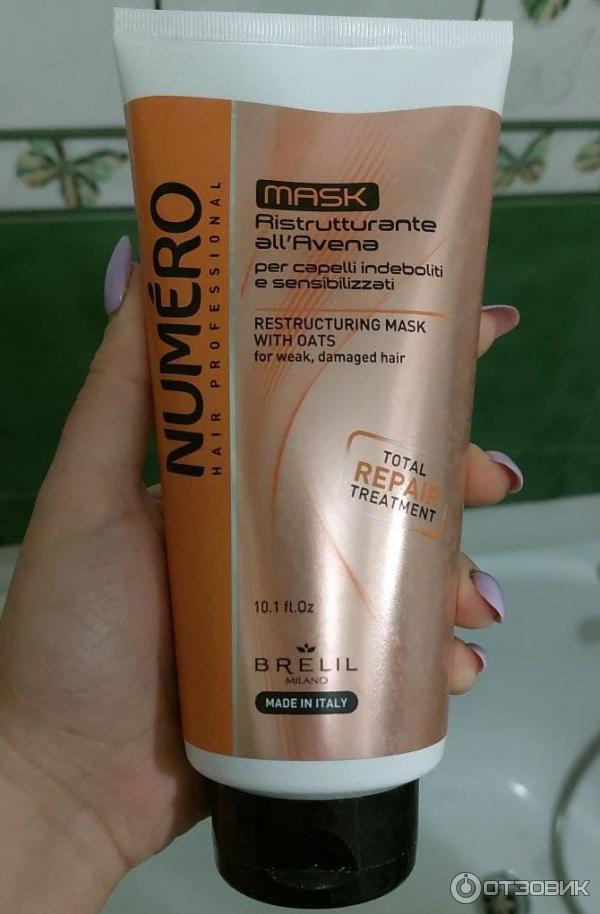 NUMÉRO
HAIR PROFESSIONAL
MASK
Ristrutturante
all'Avena
per capelli indeboliti
e sensibilizzati
RESTRUCTURING MASK
WITH OATS
for weak, damaged hair
TOTAL
REPAIR
TREATMENT
10.1 fl.Oz
BRELIL
MILANO
MADE IN ITALY
ОТЗОВИК